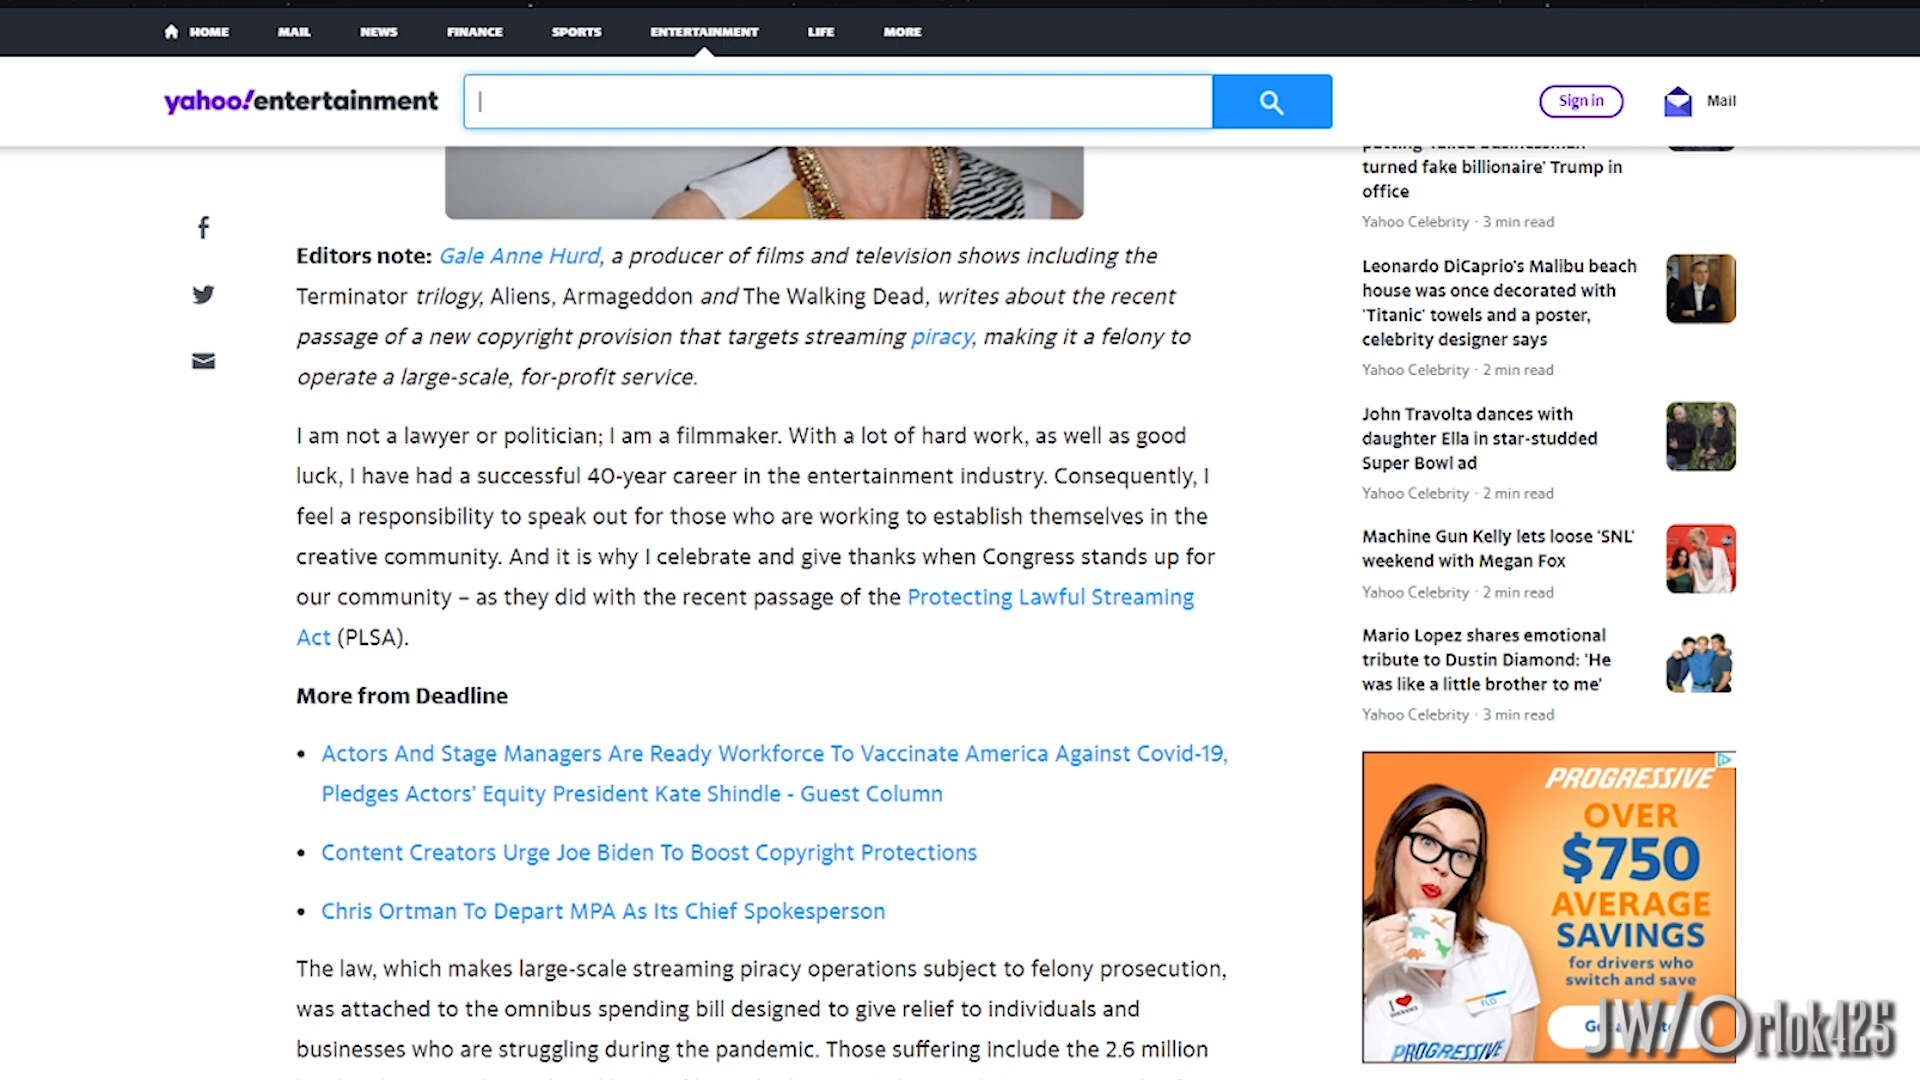 HOME MAIL NEWS FINANCE SPORTS ENTERTAINMENT LIFE MORE
yahoo!entertainment
Sign in
Mail
Editors note: Gale Anne Hurd, a producer of films and television shows including the
Terminator trilogy, Aliens, Armageddon and The Walking Dead, writes about the recent
passage of a new copyright provision that targets streaming piracy, making it a felony to
operate a large-scale, for-profit service.
I am not a lawyer or politician; I am a filmmaker. With a lot of hard work, as well as good
luck, I have had a successful 40-year career in the entertainment industry. Consequently, I
feel a responsibility to speak out for those who are working to establish themselves in the
creative community. And it is why I celebrate and give thanks when Congress stands up for
our community – as they did with the recent passage of the Protecting Lawful Streaming
Act (PLSA).
More from Deadline
• Actors And Stage Managers Are Ready Workforce To Vaccinate America Against Covid-19,
Pledges Actors' Equity President Kate Shindle - Guest Column
• Content Creators Urge Joe Biden To Boost Copyright Protections
• Chris Ortman To Depart MPA As Its Chief Spokesperson
The law, which makes large-scale streaming piracy operations subject to felony prosecution,
was attached to the omnibus spending bill designed to give relief to individuals and
businesses who are struggling during the pandemic. Those suffering include the 2.6 million
turned fake billionaire' Trump in
office
Yahoo Celebrity · 3 min read
Leonardo DiCaprio's Malibu beach
house was once decorated with
'Titanic' towels and a poster,
celebrity designer says
Yahoo Celebrity · 2 min read
John Travolta dances with
daughter Ella in star-studded
Super Bowl ad
Yahoo Celebrity · 2 min read
Machine Gun Kelly lets loose 'SNL'
weekend with Megan Fox
Yahoo Celebrity · 2 min read
Mario Lopez shares emotional
tribute to Dustin Diamond: 'He
was like a little brother to me'
Yahoo Celebrity · 3 min read
PROGRESSIVE
OVER
$750
AVERAGE
SAVINGS
for drivers who
switch and save
FLO
PROGRESSIVE
JW/Orlok425